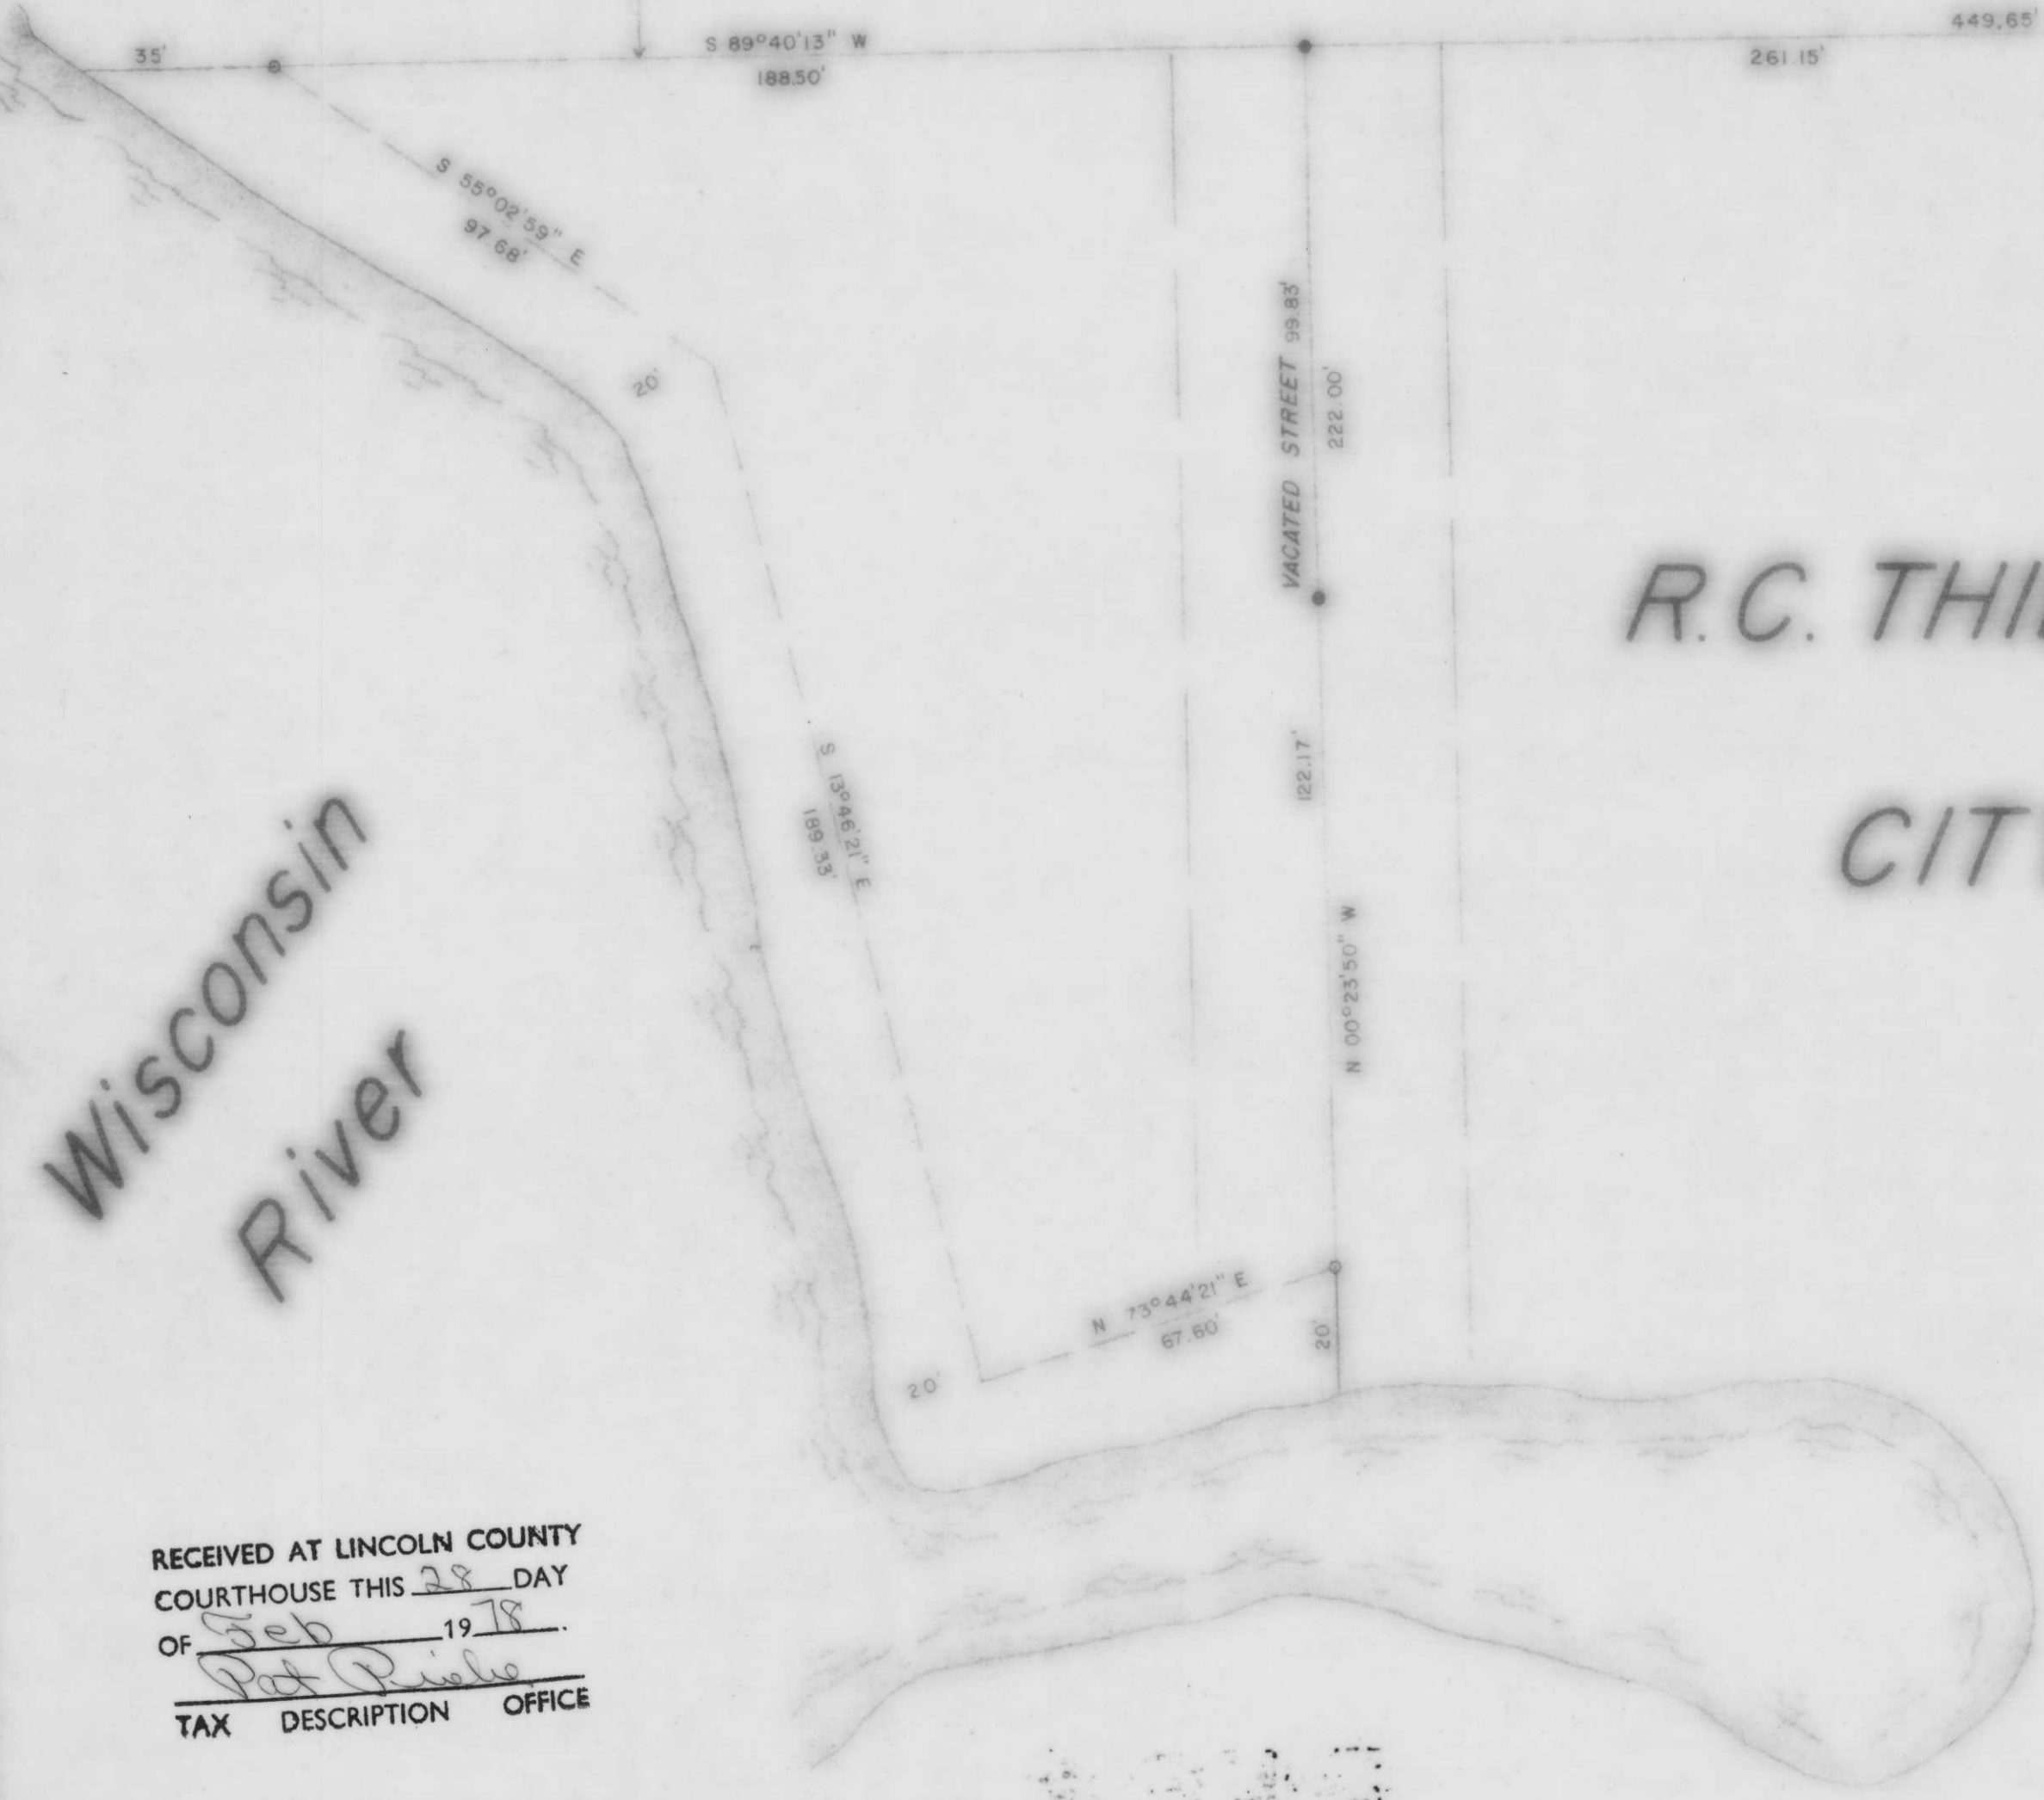 449.65'
35'
S 89°40'13" W
188.50'
261.15'
S 55°02'59" E
97.68'
20'
VACATED STREET 99.83'
222.00'
R.C. THI
122.17'
S 13°46'21" E
189.33'
CIT
N 00°23'50" W
Wisconsin
River
N 73°44'21" E
67.60'
20'
20'
RECEIVED AT LINCOLN COUNTY
COURTHOUSE THIS 28 DAY
OF Feb 1978.
Pat
TAX DESCRIPTION OFFICE